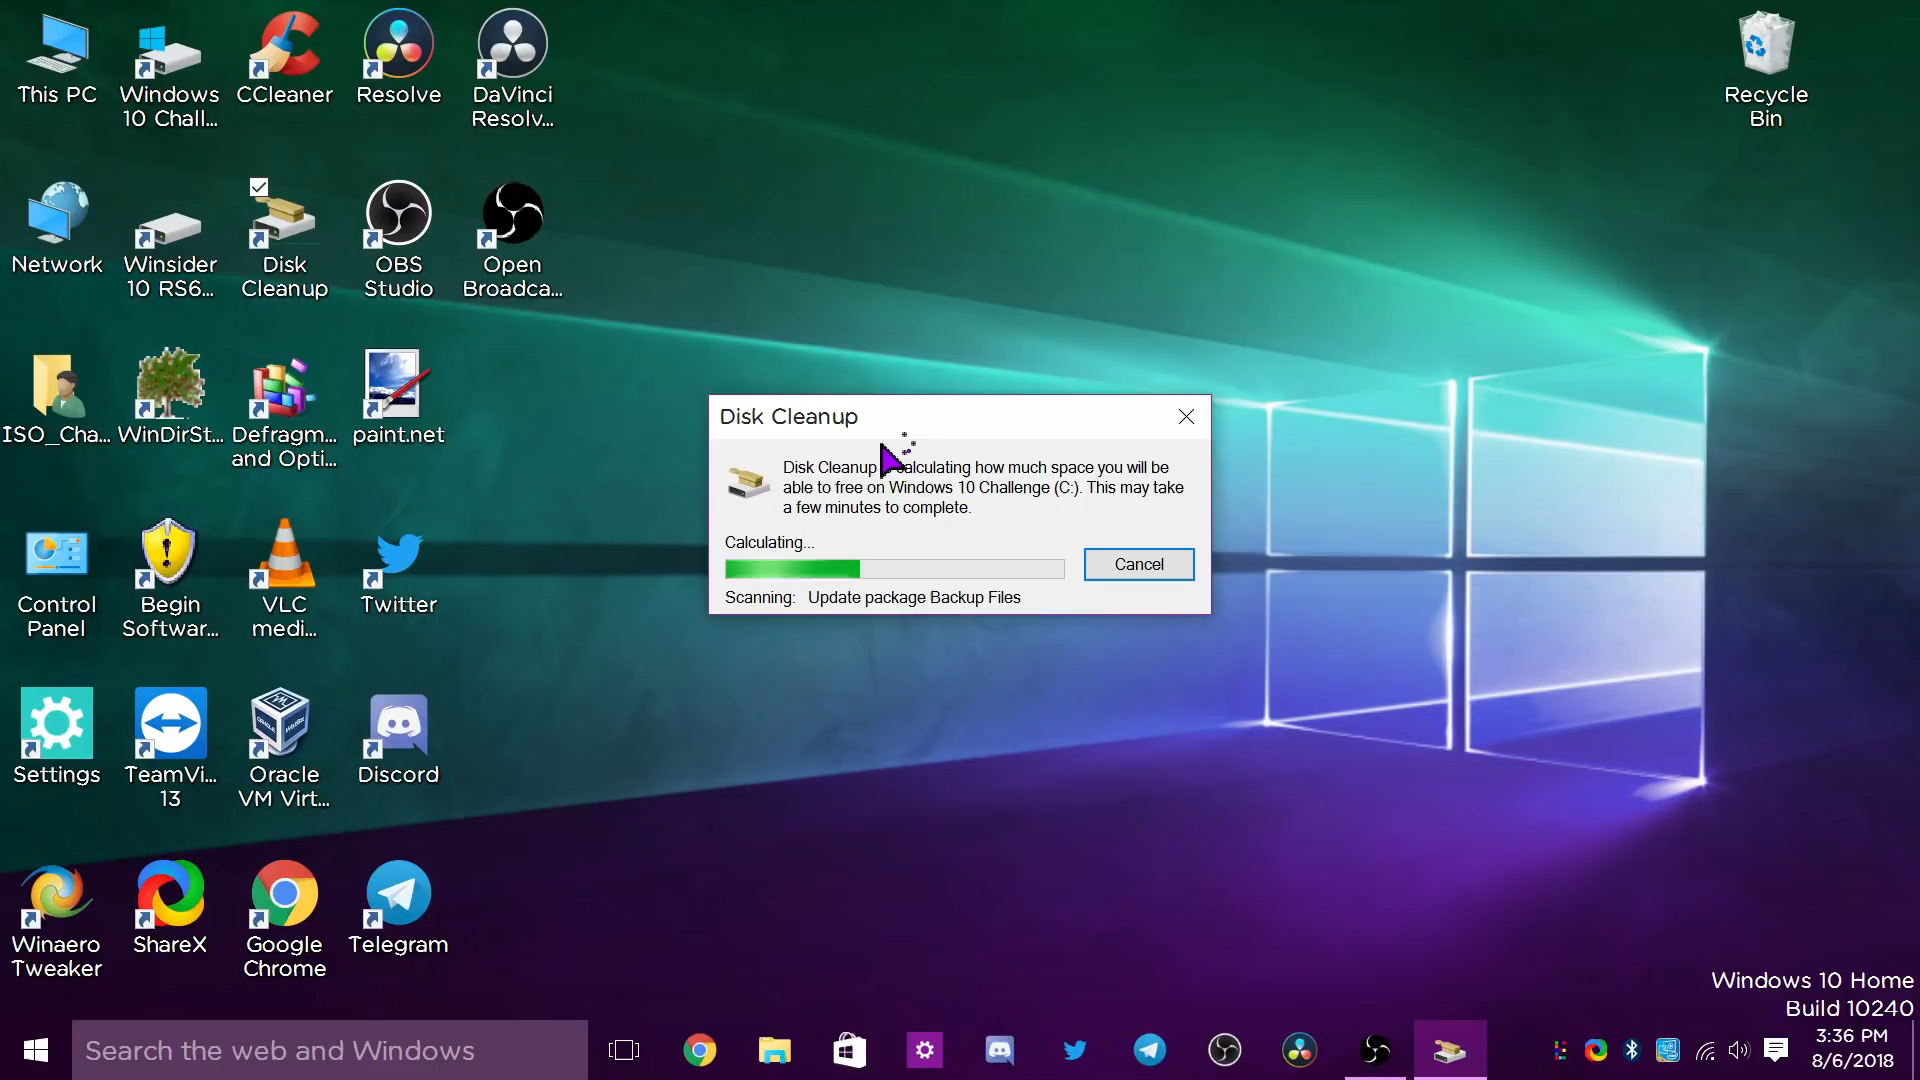 This PC
Windows
10 Chall...
CCleaner
Resolve
DaVinci
Resolv...
Recycle
Bin
Network
Winsider
10 RS6...
Disk
Cleanup
OBS
Studio
Open
Broadca...
ISO_Cha...
WinDirSt...
Defragm...
and Opti...
paint.net
Control
Panel
Begin
Softwar...
VLC
medi...
Twitter
Settings
TeamVi...
13
Oracle
VM Virt...
Discord
Winaero
Tweaker
ShareX
Google
Chrome
Telegram
Disk Cleanup
Disk Cleanup calculating how much space you will be
able to free on Windows 10 Challenge (C:). This may take
a few minutes to complete.
Calculating...
Cancel
Scanning: Update package Backup Files
Windows 10 Home
Build 10240
Search the web and Windows
3:36 PM
8/6/2018